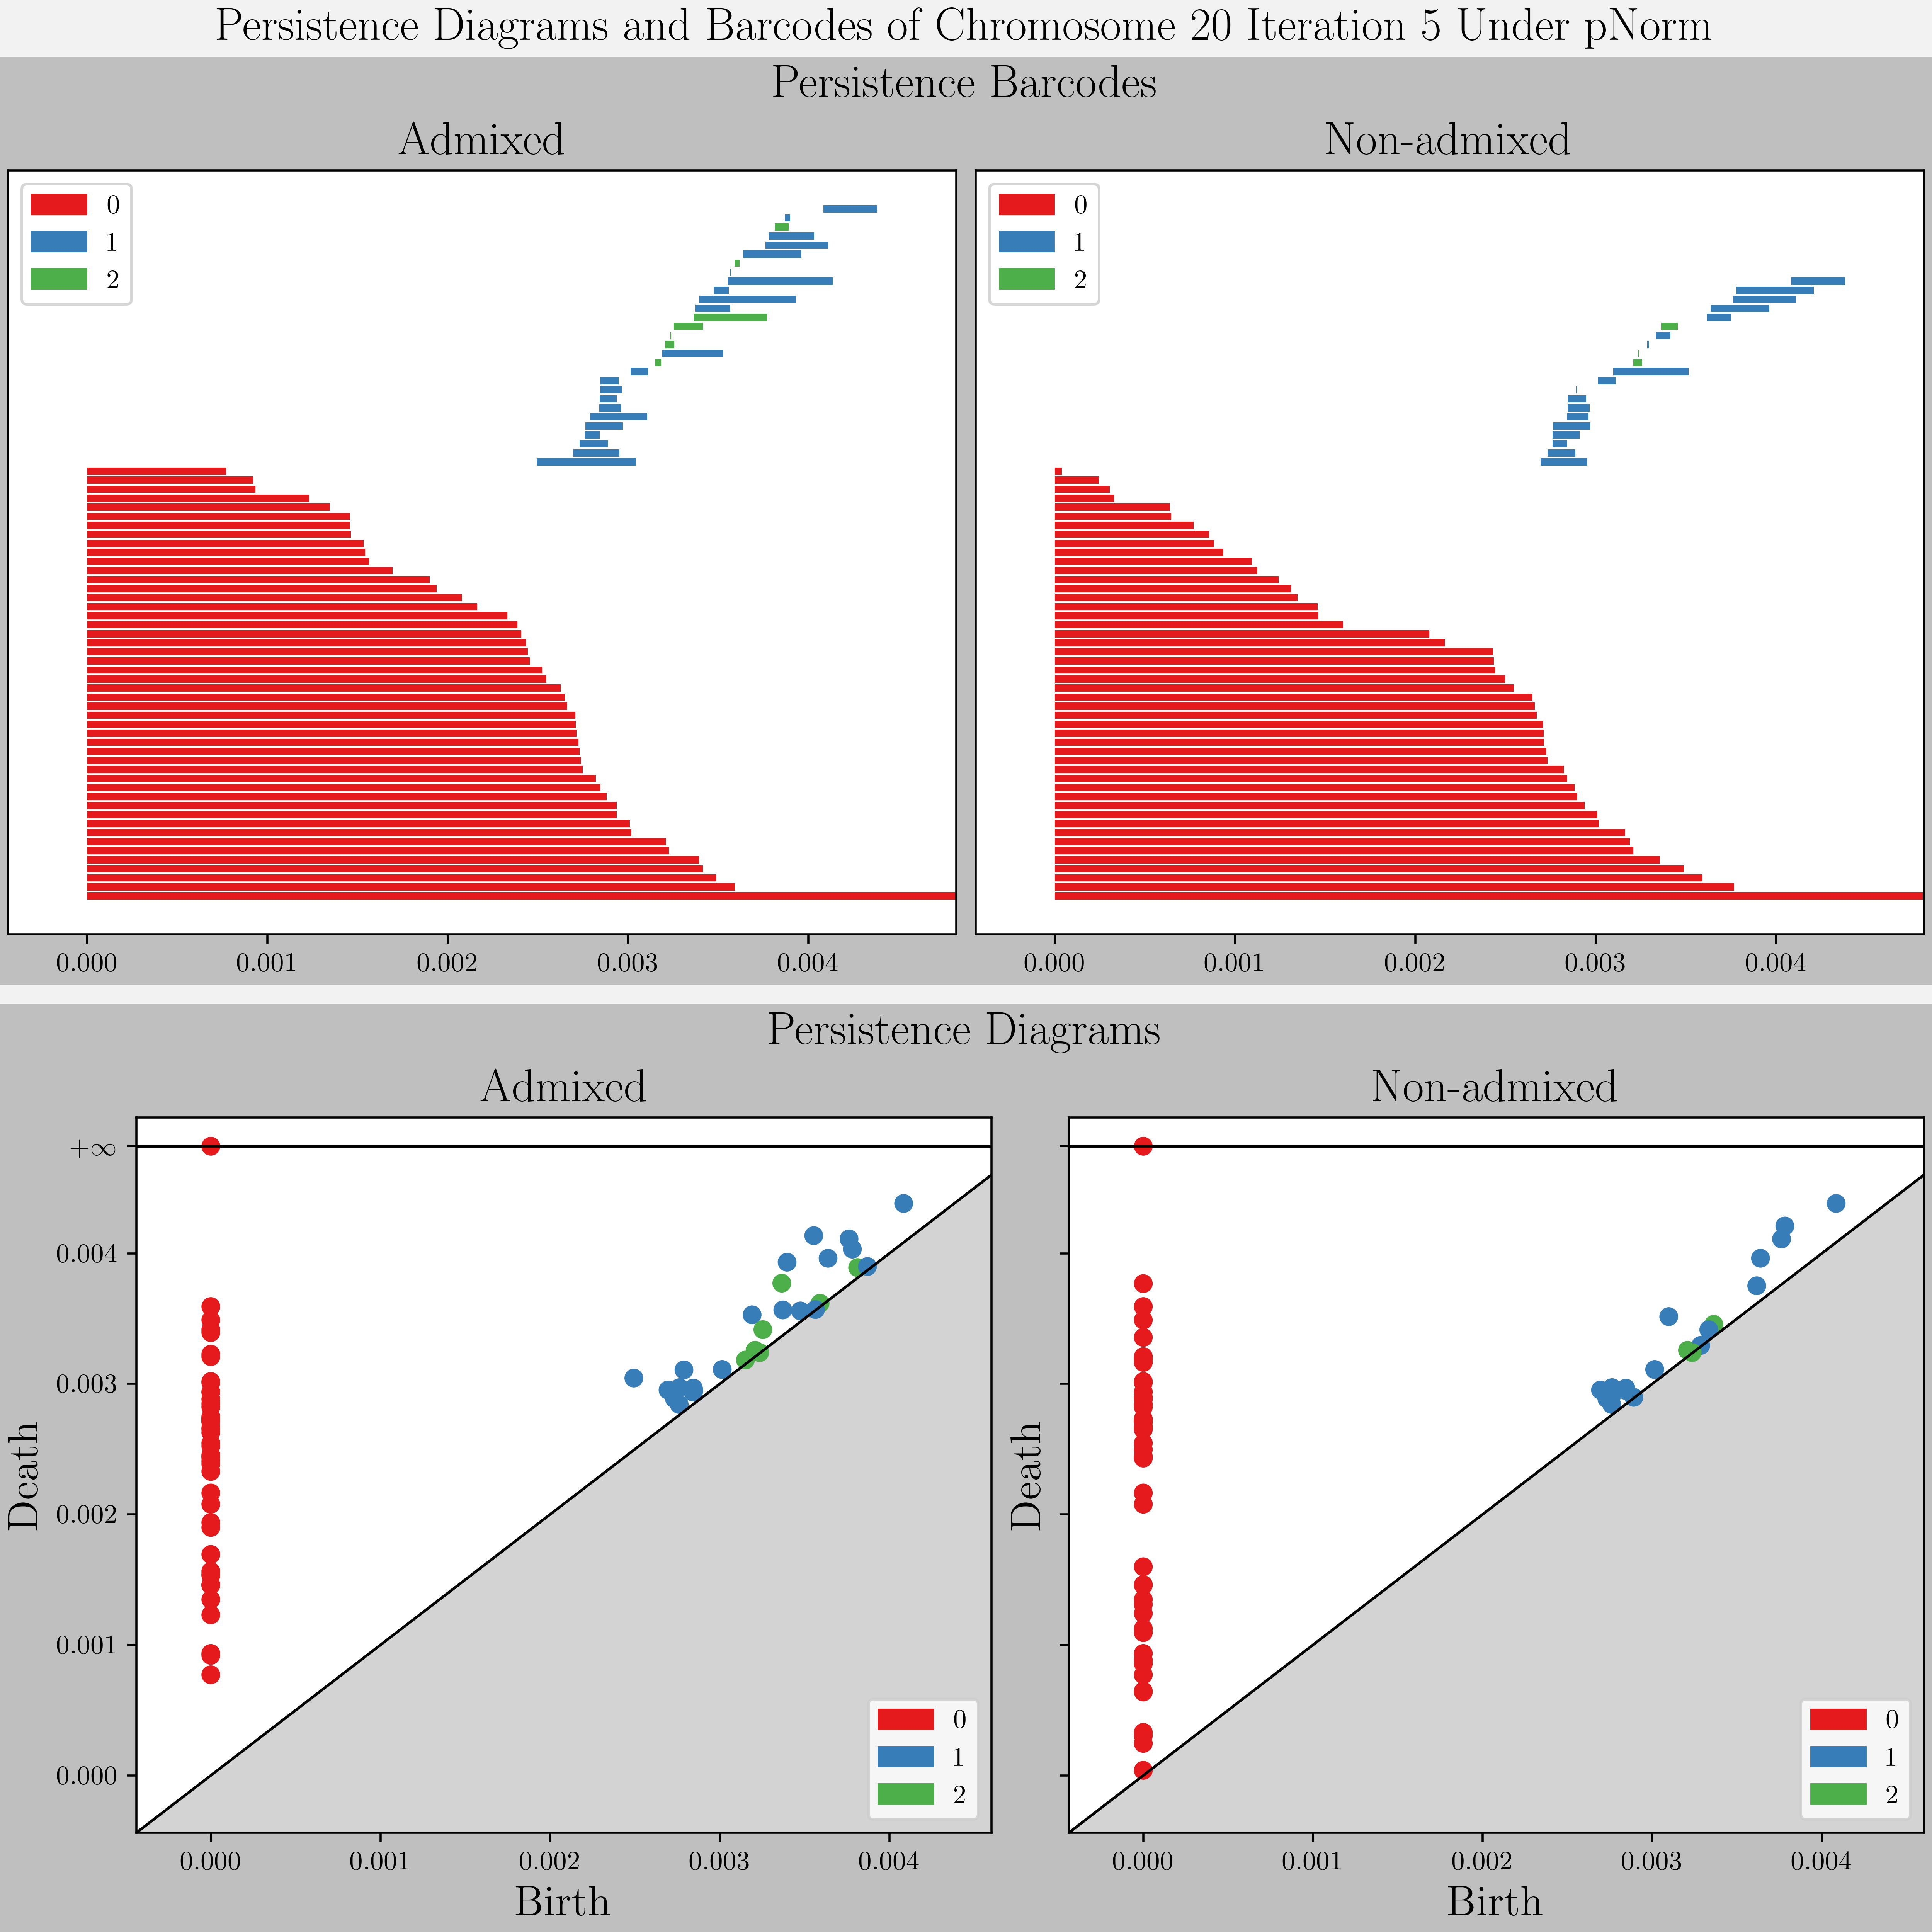 Persistence Diagrams and Barcodes of Chromosome 20 Iteration 5 Under pNorm
Persistence Barcodes
Admixed
Non-admixed
0
1
2
0
1
2
0.000 0.001 0.002 0.003 0.004
0.000 0.001 0.002 0.003 0.004
Persistence Diagrams
Admixed
Non-admixed
+∞
0.004
0.003
0.002
0.001
0.000
Death
0
1
2
0.000 0.001 0.002 0.003 0.004
Birth
Death
0
1
2
0.000 0.001 0.002 0.003 0.004
Birth